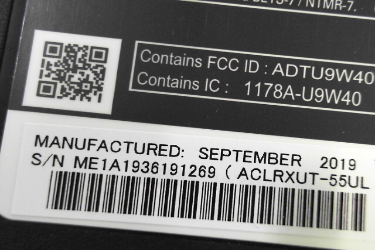 Contains FCC ID : ADTU9W40
Contains IC : 1178A-U9W40
MANUFACTURED: SEPTEMBER 2019
S/N ME1A1936191269 ( ACLRXUT-55UL